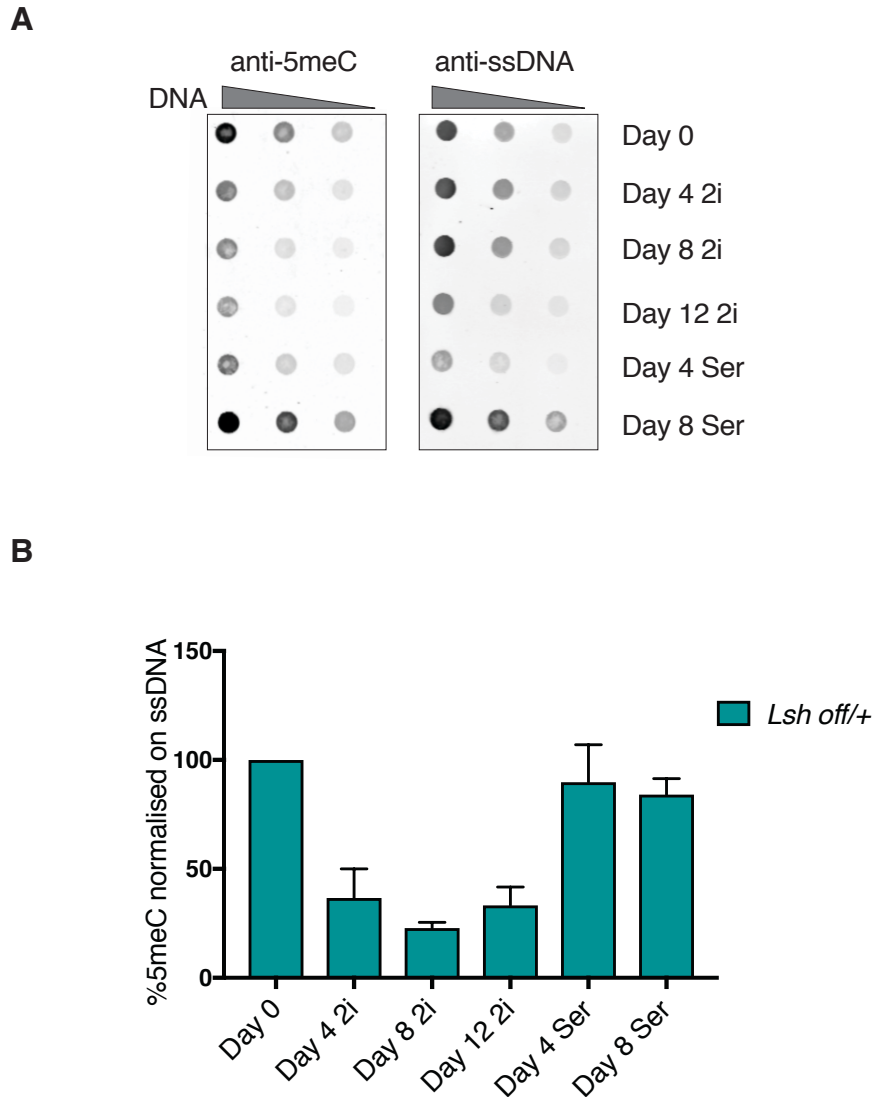 A
anti-5meC
anti-ssDNA
DNA
Day 0
Day 4 2i
Day 8 2i
Day 12 2i
Day 4 Ser
Day 8 Ser
B
%5meC normalised on ssDNA
150
100
50
0
Lsh off/+
Day 0
Day 4 2i
Day 8 2i
Day 12 2i
Day 4 Ser
Day 8 Ser